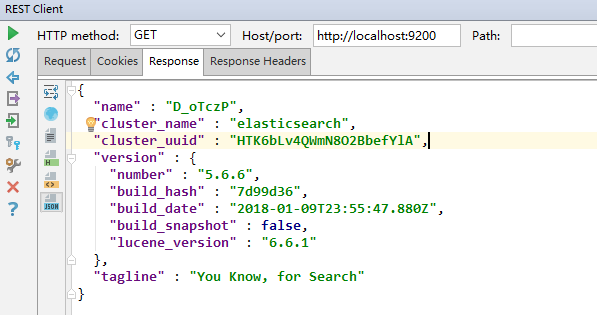 REST Client
HTTP method: GET Host/port: http://localhost:9200 Path:
Request Cookies Response Response Headers
{
"name" : "D_oTczP",
"cluster_name" : "elasticsearch",
"cluster_uuid" : "HTK6bLv4QWmN8O2BbefYlA",
"version" : {
"number" : "5.6.6",
"build_hash" : "7d99d36",
"build_date" : "2018-01-09T23:55:47.880Z",
"build_snapshot" : false,
"lucene_version" : "6.6.1"
},
"tagline" : "You Know, for Search"
}
H
JSON